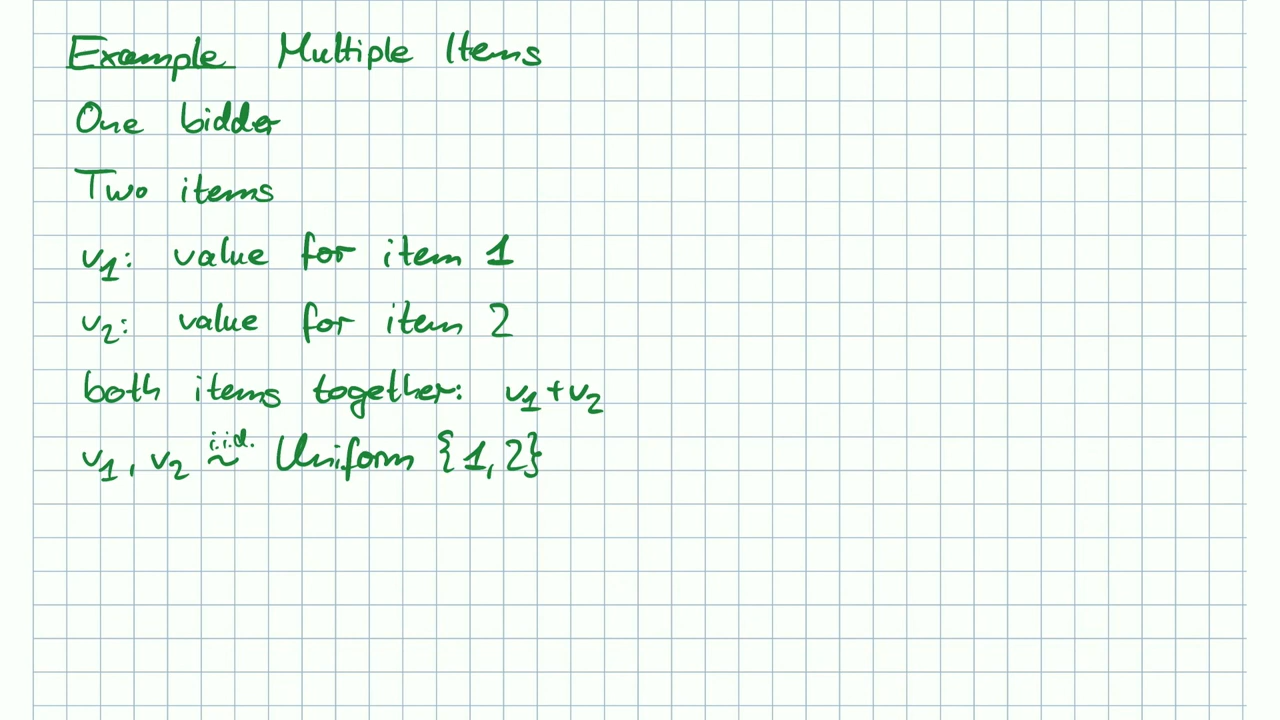 Example Multiple Items
One bidder
Two items
v₁: value for item 1
v₂: value for item 2
both items together: v₁+v₂
v₁, v₂ i.i.d. ~ Uniform {1,2}